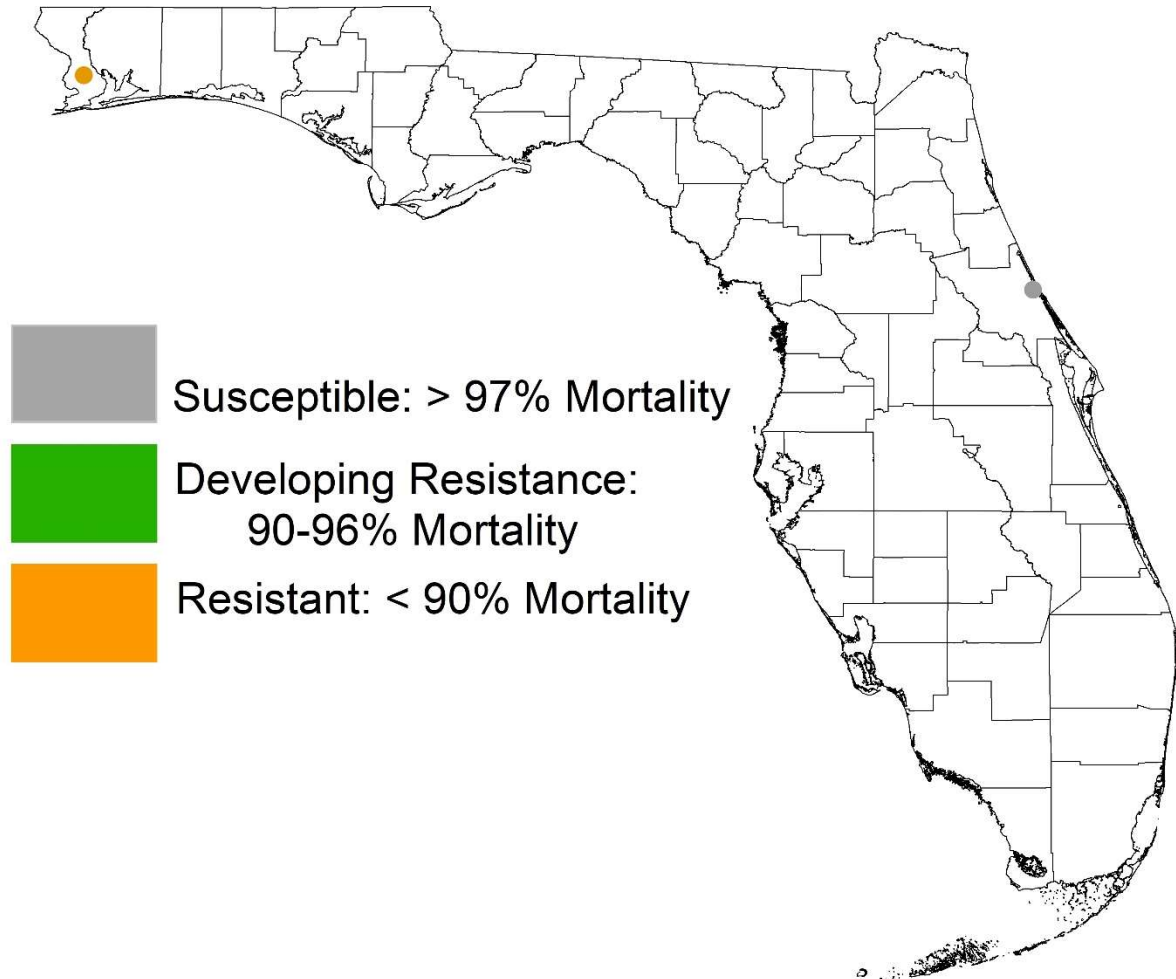 Susceptible: > 97% Mortality
Developing Resistance:
90-96% Mortality
Resistant: < 90% Mortality